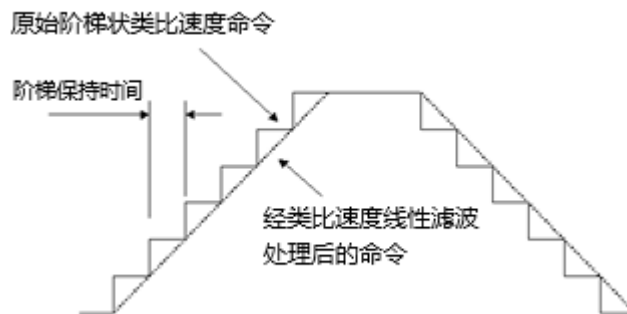 原始阶梯状类比速度命令
阶梯保持时间
经类比速度线性滤波
处理后的命令